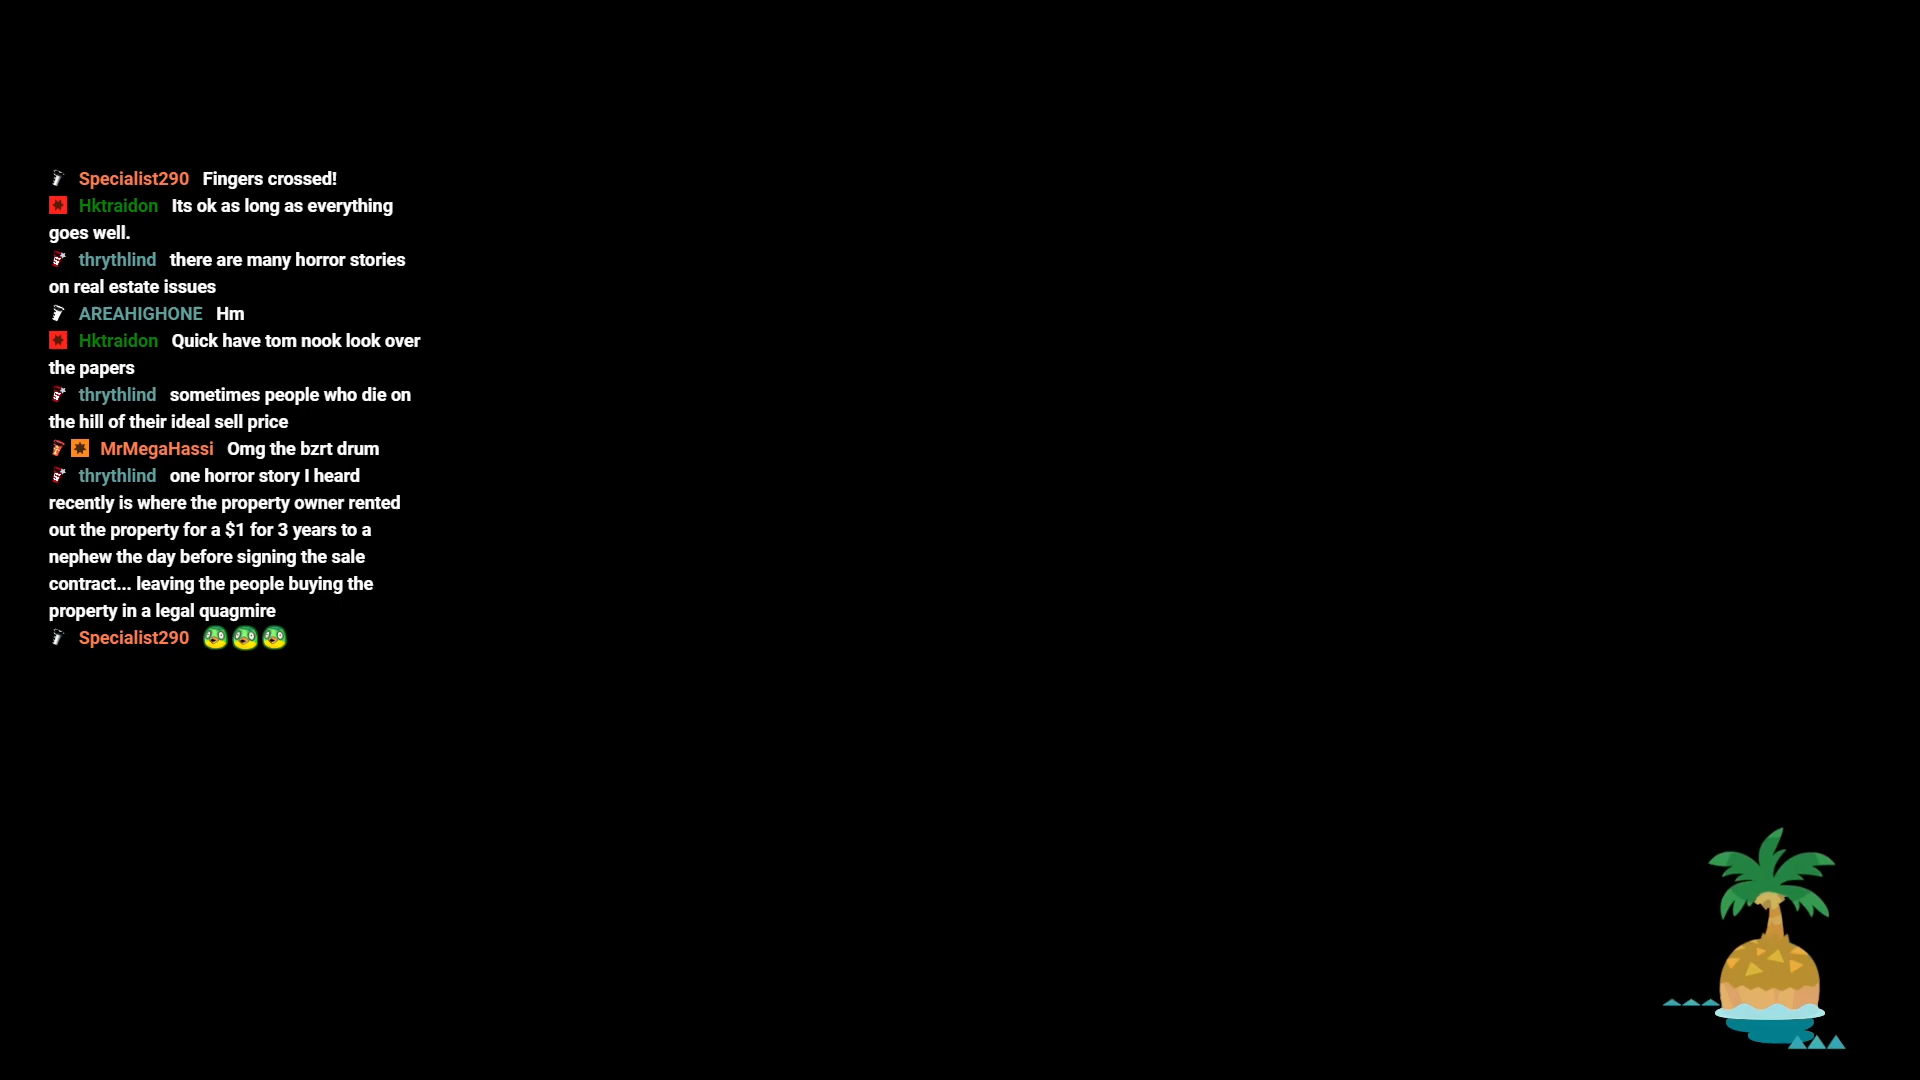 Specialist290 Fingers crossed!
Hktraidon Its ok as long as everything
goes well.
thrythlind there are many horror stories
on real estate issues
AREAHIGHONE Hm
Hktraidon Quick have tom nook look over
the papers
thrythlind sometimes people who die on
the hill of their ideal sell price
MrMegaHassi Omg the bzrt drum
thrythlind one horror story I heard
recently is where the property owner rented
out the property for a $1 for 3 years to a
nephew the day before signing the sale
contract... leaving the people buying the
property in a legal quagmire
Specialist290